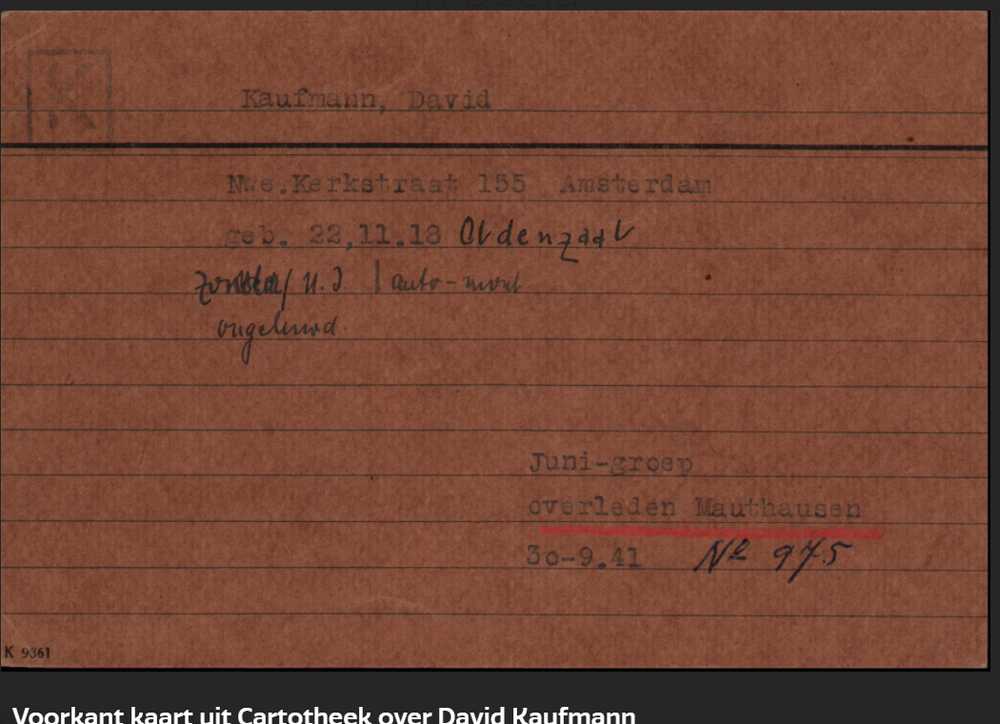 K
Kaufmann, David
Nwe.Kerkstraat 155 Amsterdam
geb. 22,11.18 Oldenzaal
N.I | auto-mont
ongehuwd.
Juni-groep
overleden Mauthausen
30-9.41 No 975
K 9361
Voorkant kaart uit Cartotheek over David Kaufmann